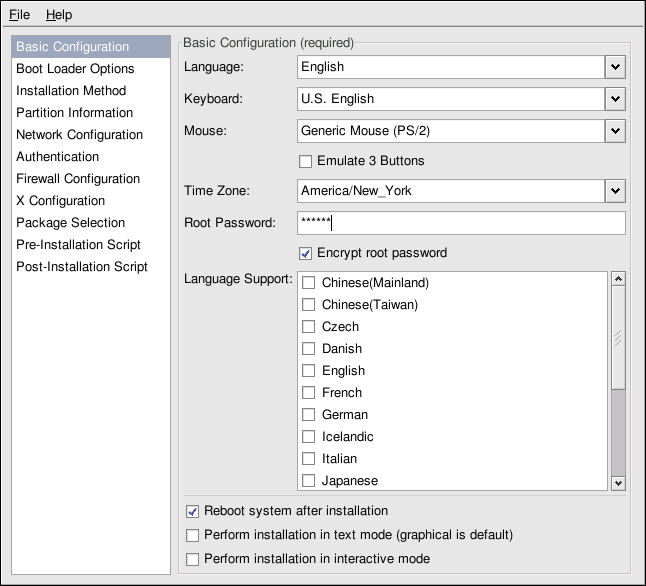 File Help
Basic Configuration
Boot Loader Options
Installation Method
Partition Information
Network Configuration
Authentication
Firewall Configuration
X Configuration
Package Selection
Pre-Installation Script
Post-Installation Script
Basic Configuration (required)
Language: English
Keyboard: U.S. English
Mouse: Generic Mouse (PS/2)
Emulate 3 Buttons
Time Zone: America/New_York
Root Password: ******
Encrypt root password
Language Support:
Chinese(Mainland)
Chinese(Taiwan)
Czech
Danish
English
French
German
Icelandic
Italian
Japanese
Reboot system after installation
Perform installation in text mode (graphical is default)
Perform installation in interactive mode